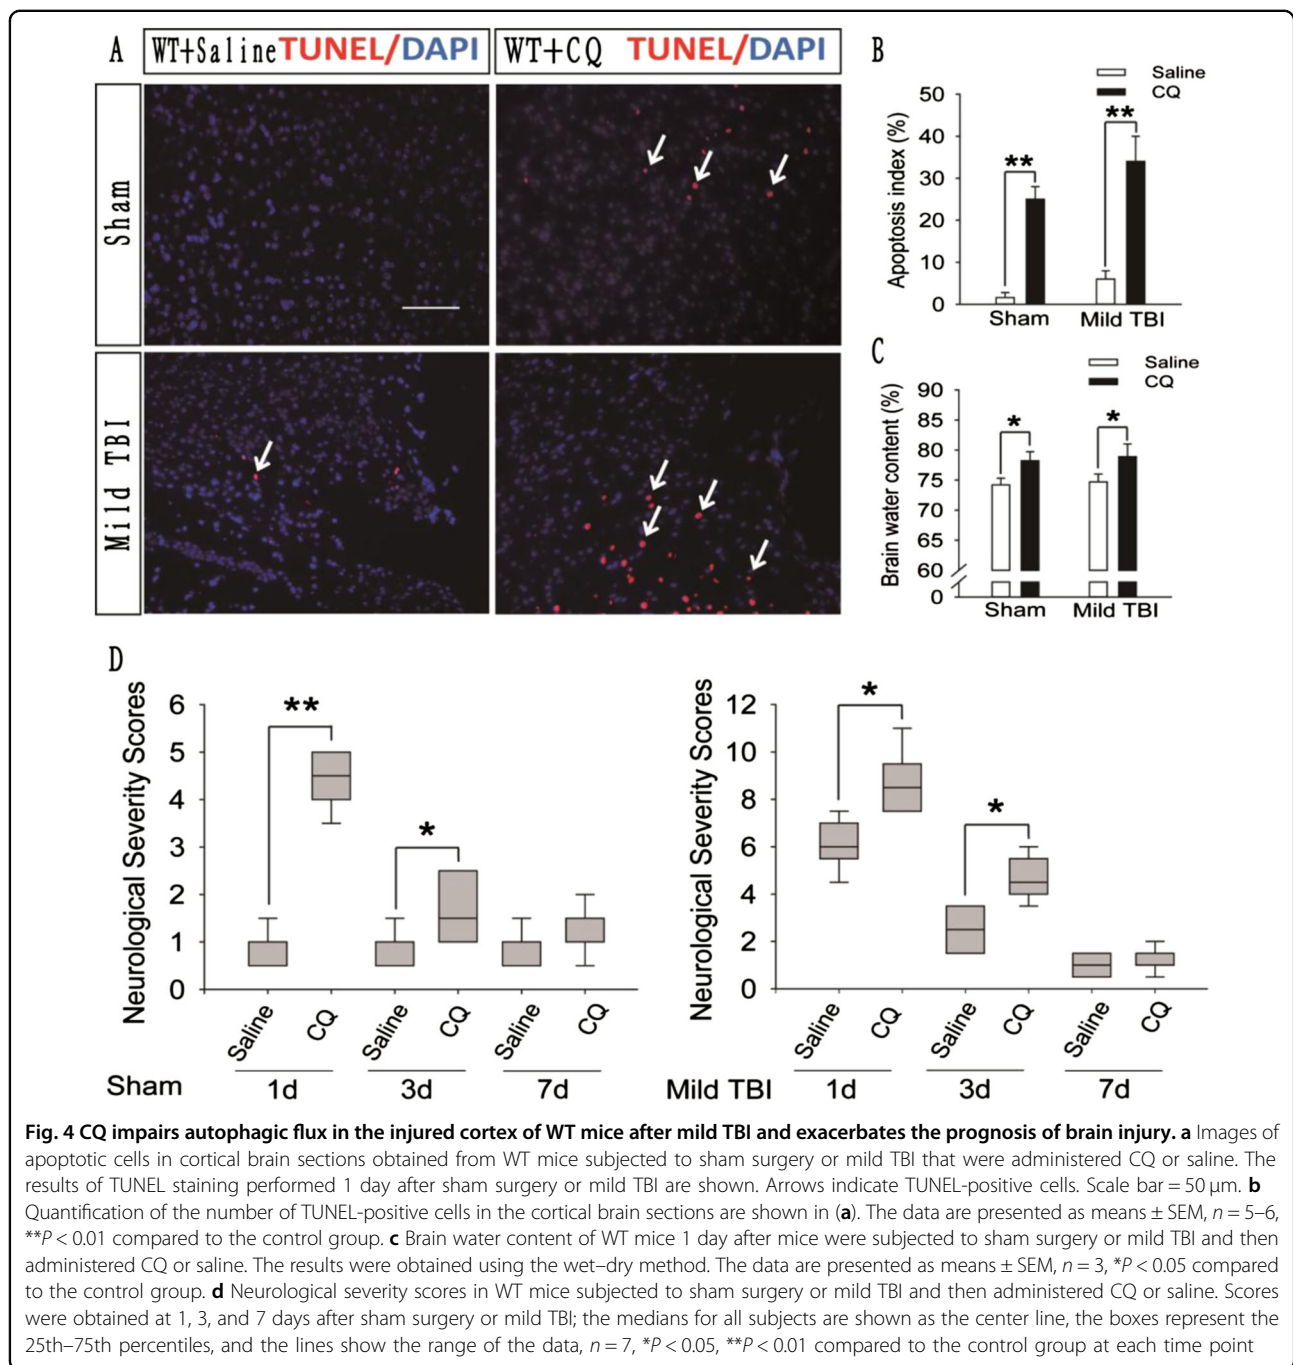 A
WT+Saline TUNEL/DAPI
WT+CQ TUNEL/DAPI
Sham
Mild TBI
B
Saline
CQ
Apoptosis index (%)
50
40
30
20
10
0
**
**
Sham
Mild TBI
C
Saline
CQ
Brain water content (%)
90
85
80
75
70
65
60
0
*
*
Sham
Mild TBI
D
Neurological Severity Scores
6
5
4
3
2
1
0
**
*
Saline
CQ
Saline
CQ
Saline
CQ
Sham
1d
3d
7d
Neurological Severity Scores
12
10
8
6
4
2
0
*
*
Saline
CQ
Saline
CQ
Saline
CQ
Mild TBI
1d
3d
7d
Fig. 4 CQ impairs autophagic flux in the injured cortex of WT mice after mild TBI and exacerbates the prognosis of brain injury. a Images of
apoptotic cells in cortical brain sections obtained from WT mice subjected to sham surgery or mild TBI that were administered CQ or saline. The
results of TUNEL staining performed 1 day after sham surgery or mild TBI are shown. Arrows indicate TUNEL-positive cells. Scale bar = 50 μm. b
Quantification of the number of TUNEL-positive cells in the cortical brain sections are shown in (a). The data are presented as means ± SEM, n = 5–6,
**P < 0.01 compared to the control group. c Brain water content of WT mice 1 day after mice were subjected to sham surgery or mild TBI and then
administered CQ or saline. The results were obtained using the wet–dry method. The data are presented as means ± SEM, n = 3, *P < 0.05 compared
to the control group. d Neurological severity scores in WT mice subjected to sham surgery or mild TBI and then administered CQ or saline. Scores
were obtained at 1, 3, and 7 days after sham surgery or mild TBI; the medians for all subjects are shown as the center line, the boxes represent the
25th–75th percentiles, and the lines show the range of the data, n = 7, *P < 0.05, **P < 0.01 compared to the control group at each time point